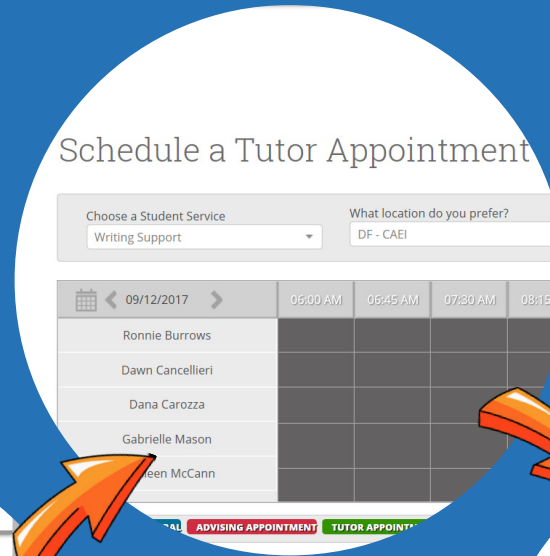 Schedule a Tutor Appointment
Choose a Student Service What location do you prefer?
Writing Support DF - CAEI
09/12/2017 06:00 AM 06:45 AM 07:30 AM 08:15
Ronnie Burrows
Dawn Cancellieri
Dana Carozza
Gabrielle Mason
McCann
ADVISING APPOINTMENT TUTOR